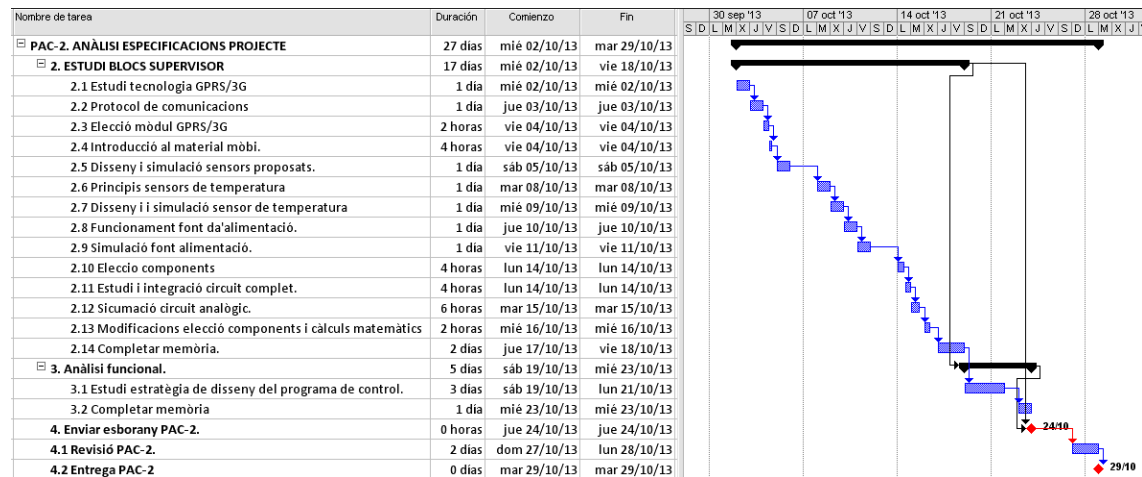 Nombre de tarea Duración Comienzo Fin 30 sep '13 07 oct '13 14 oct '13 21 oct '13 28 oct '13
S D L M X J V S D L M X J V S D L M X J V S D L M X J V S D L M X J V
PAC-2. ANÀLISI ESPECIFICACIONS PROJECTE 27 días mié 02/10/13 mar 29/10/13
2. ESTUDI BLOCS SUPERVISOR 17 días mié 02/10/13 vie 18/10/13
2.1 Estudi tecnologia GPRS/3G 1 día mié 02/10/13 mié 02/10/13
2.2 Protocol de comunicacions 1 día jue 03/10/13 jue 03/10/13
2.3 Elecció mòdul GPRS/3G 2 horas vie 04/10/13 vie 04/10/13
2.4 Introducció al material mòbi. 4 horas vie 04/10/13 vie 04/10/13
2.5 Disseny i simulació sensors proposats. 1 día sáb 05/10/13 sáb 05/10/13
2.6 Principis sensors de temperatura 1 día mar 08/10/13 mar 08/10/13
2.7 Disseny i i simulació sensor de temperatura 1 día mié 09/10/13 mié 09/10/13
2.8 Funcionament font da'alimentació. 1 día jue 10/10/13 jue 10/10/13
2.9 Simulació font alimentació. 1 día vie 11/10/13 vie 11/10/13
2.10 Eleccio components 4 horas lun 14/10/13 lun 14/10/13
2.11 Estudi i integració circuit complet. 4 horas lun 14/10/13 lun 14/10/13
2.12 Sicumació circuit analògic. 6 horas mar 15/10/13 mar 15/10/13
2.13 Modificacions elecció components i càlculs matemàtics 2 horas mié 16/10/13 mié 16/10/13
2.14 Completar memòria. 2 días jue 17/10/13 vie 18/10/13
3. Anàlisi funcional. 5 días sáb 19/10/13 mié 23/10/13
3.1 Estudi estratègia de disseny del programa de control. 3 días sáb 19/10/13 lun 21/10/13
3.2 Completar memòria 1 día mié 23/10/13 mié 23/10/13
4. Enviar esborany PAC-2. 0 horas jue 24/10/13 jue 24/10/13 24/10
4.1 Revisió PAC-2. 2 días dom 27/10/13 lun 28/10/13
4.2 Entrega PAC-2 0 días mar 29/10/13 mar 29/10/13 29/10